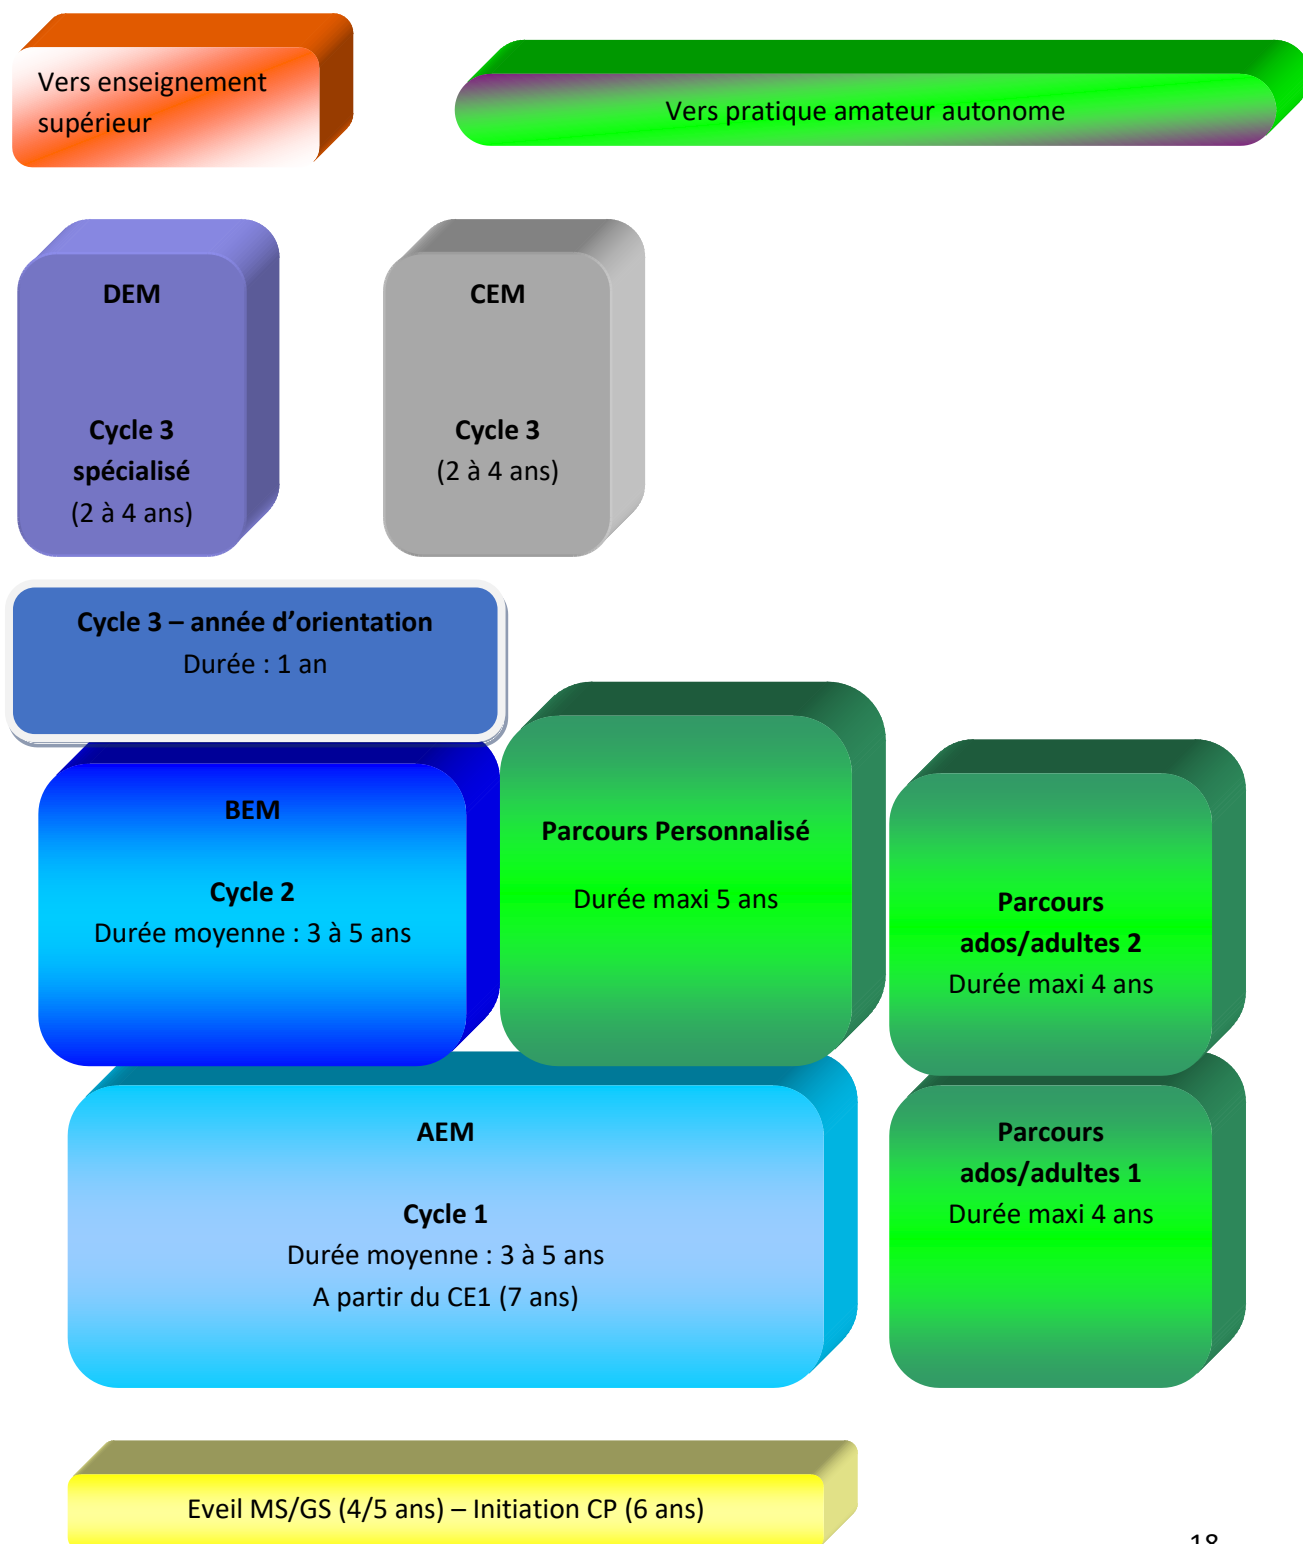 Vers enseignement
supérieur
Vers pratique amateur autonome
DEM
Cycle 3
spécialisé
(2 à 4 ans)
CEM
Cycle 3
(2 à 4 ans)
Cycle 3 – année d’orientation
Durée : 1 an
BEM
Cycle 2
Durée moyenne : 3 à 5 ans
Parcours Personnalisé
Durée maxi 5 ans
Parcours
ados/adultes 2
Durée maxi 4 ans
AEM
Cycle 1
Durée moyenne : 3 à 5 ans
A partir du CE1 (7 ans)
Parcours
ados/adultes 1
Durée maxi 4 ans
Eveil MS/GS (4/5 ans) – Initiation CP (6 ans)
18